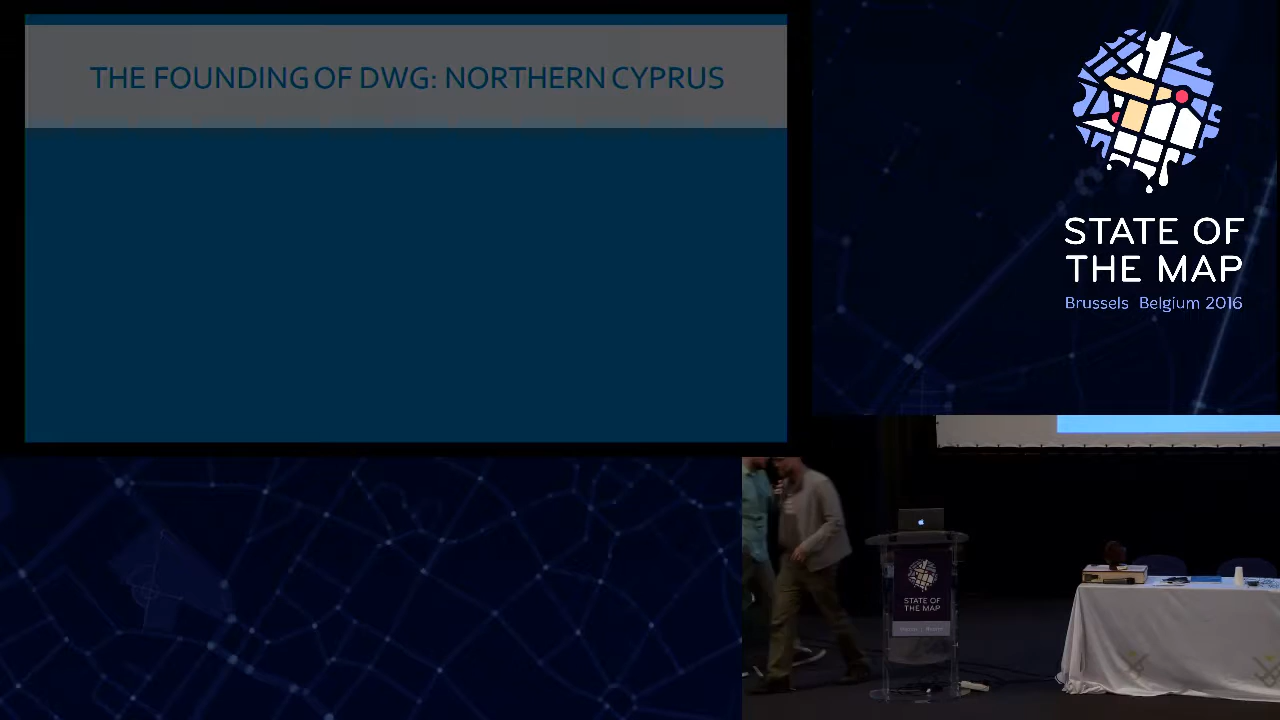 THE FOUNDING OF DWG: NORTHERN CYPRUS
STATE OF
THE MAP
Brussels Belgium 2016
STATE OF
THE MAP